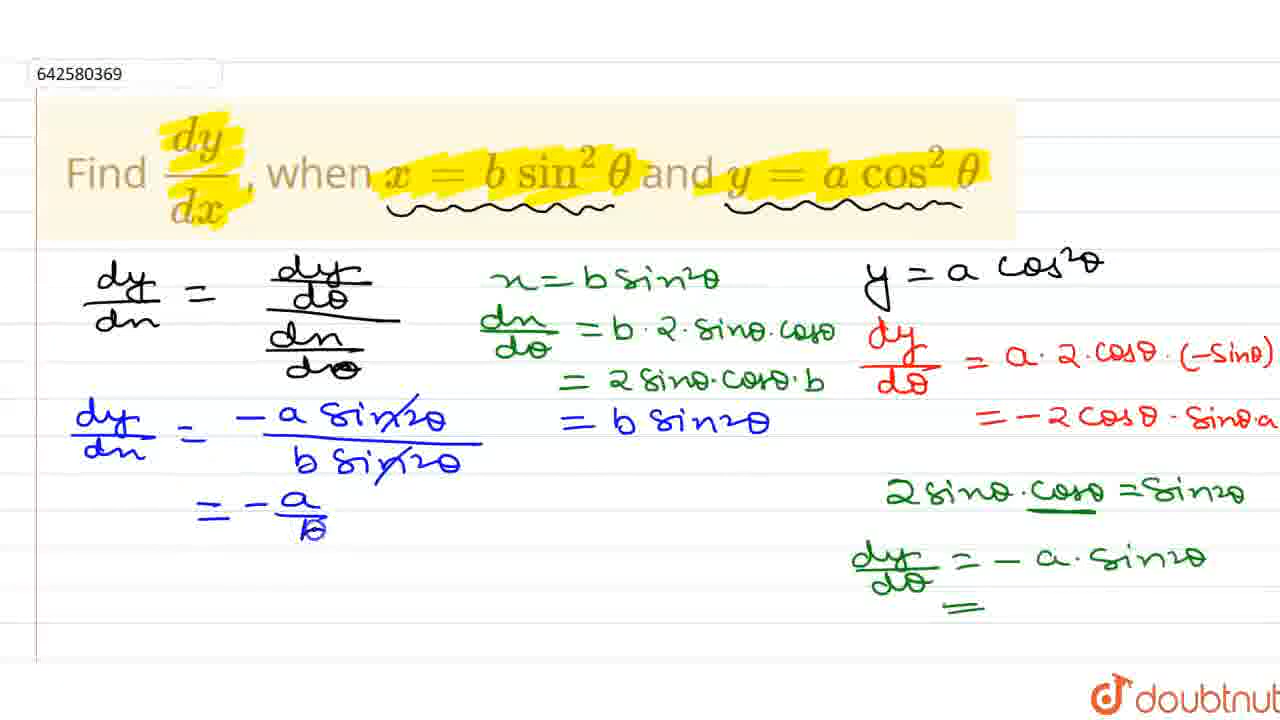 642580369
Find dy/dx, when x = b sin² θ and y = a cos² θ
dy/dx = (dy/dθ)/(dx/dθ)
x = b sin²θ
dx/dθ = b · 2 · sinθ · cosθ
= 2 sinθ · cosθ · b
= b sin2θ
y = a cos²θ
dy/dθ = a · 2 · cosθ · (-sinθ)
= -2 cosθ · sinθ · a
2 sinθ · cosθ = sin2θ
dy/dθ = - a · sin2θ
=
dy/dx = (- a sin2θ)/(b sin2θ)
= - a/b
doubtnut